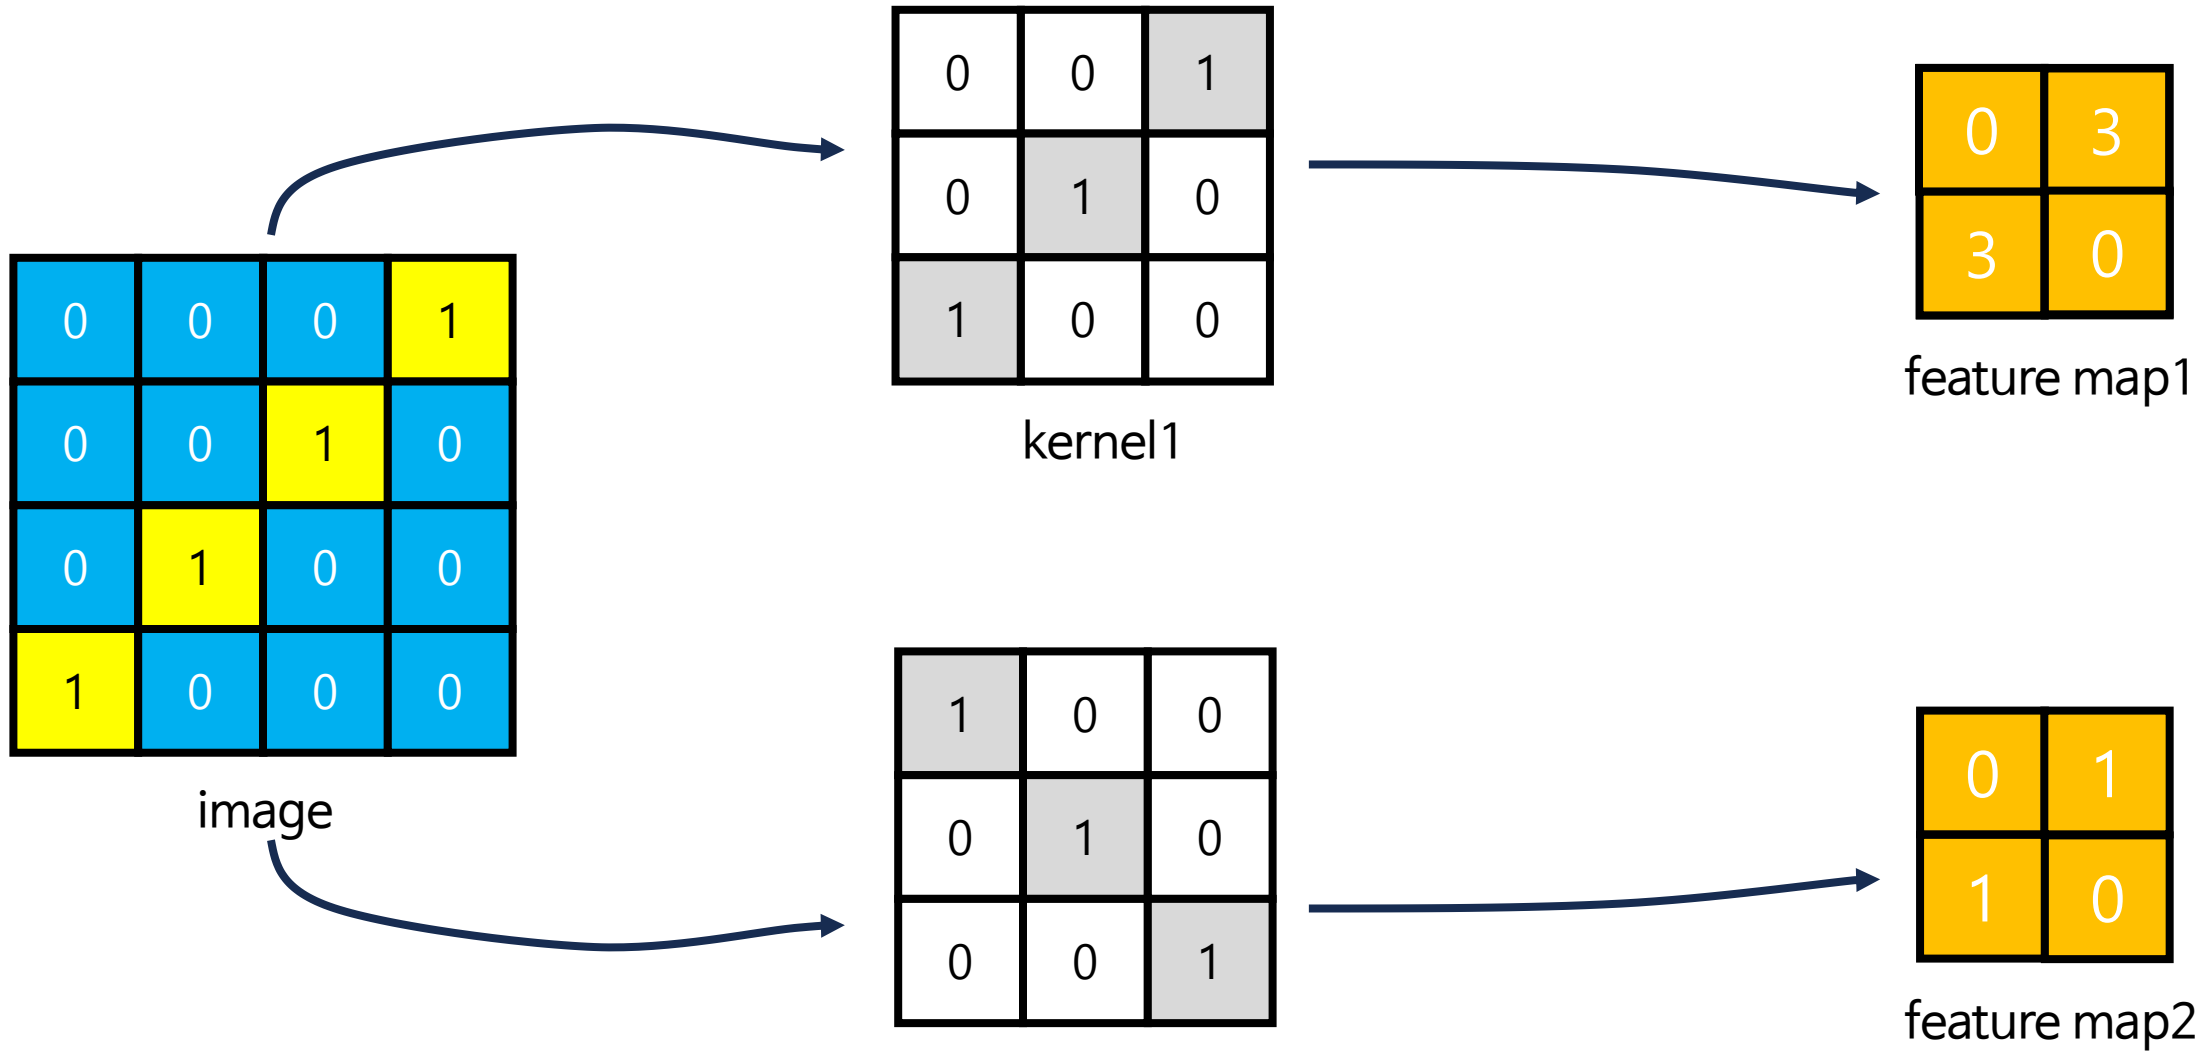 0 0 0 1
0 0 1 0
0 1 0 0
1 0 0 0
image
0 0 1
0 1 0
1 0 0
kernel1
0 3
3 0
feature map1
1 0 0
0 1 0
0 0 1
0 1
1 0
feature map2